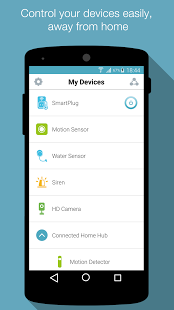 Control your devices easily,
away from home
57% 18:44
My Devices
SmartPlug
Motion Sensor
Water Sensor
Siren
HD Camera
Connected Home Hub
Motion Detector